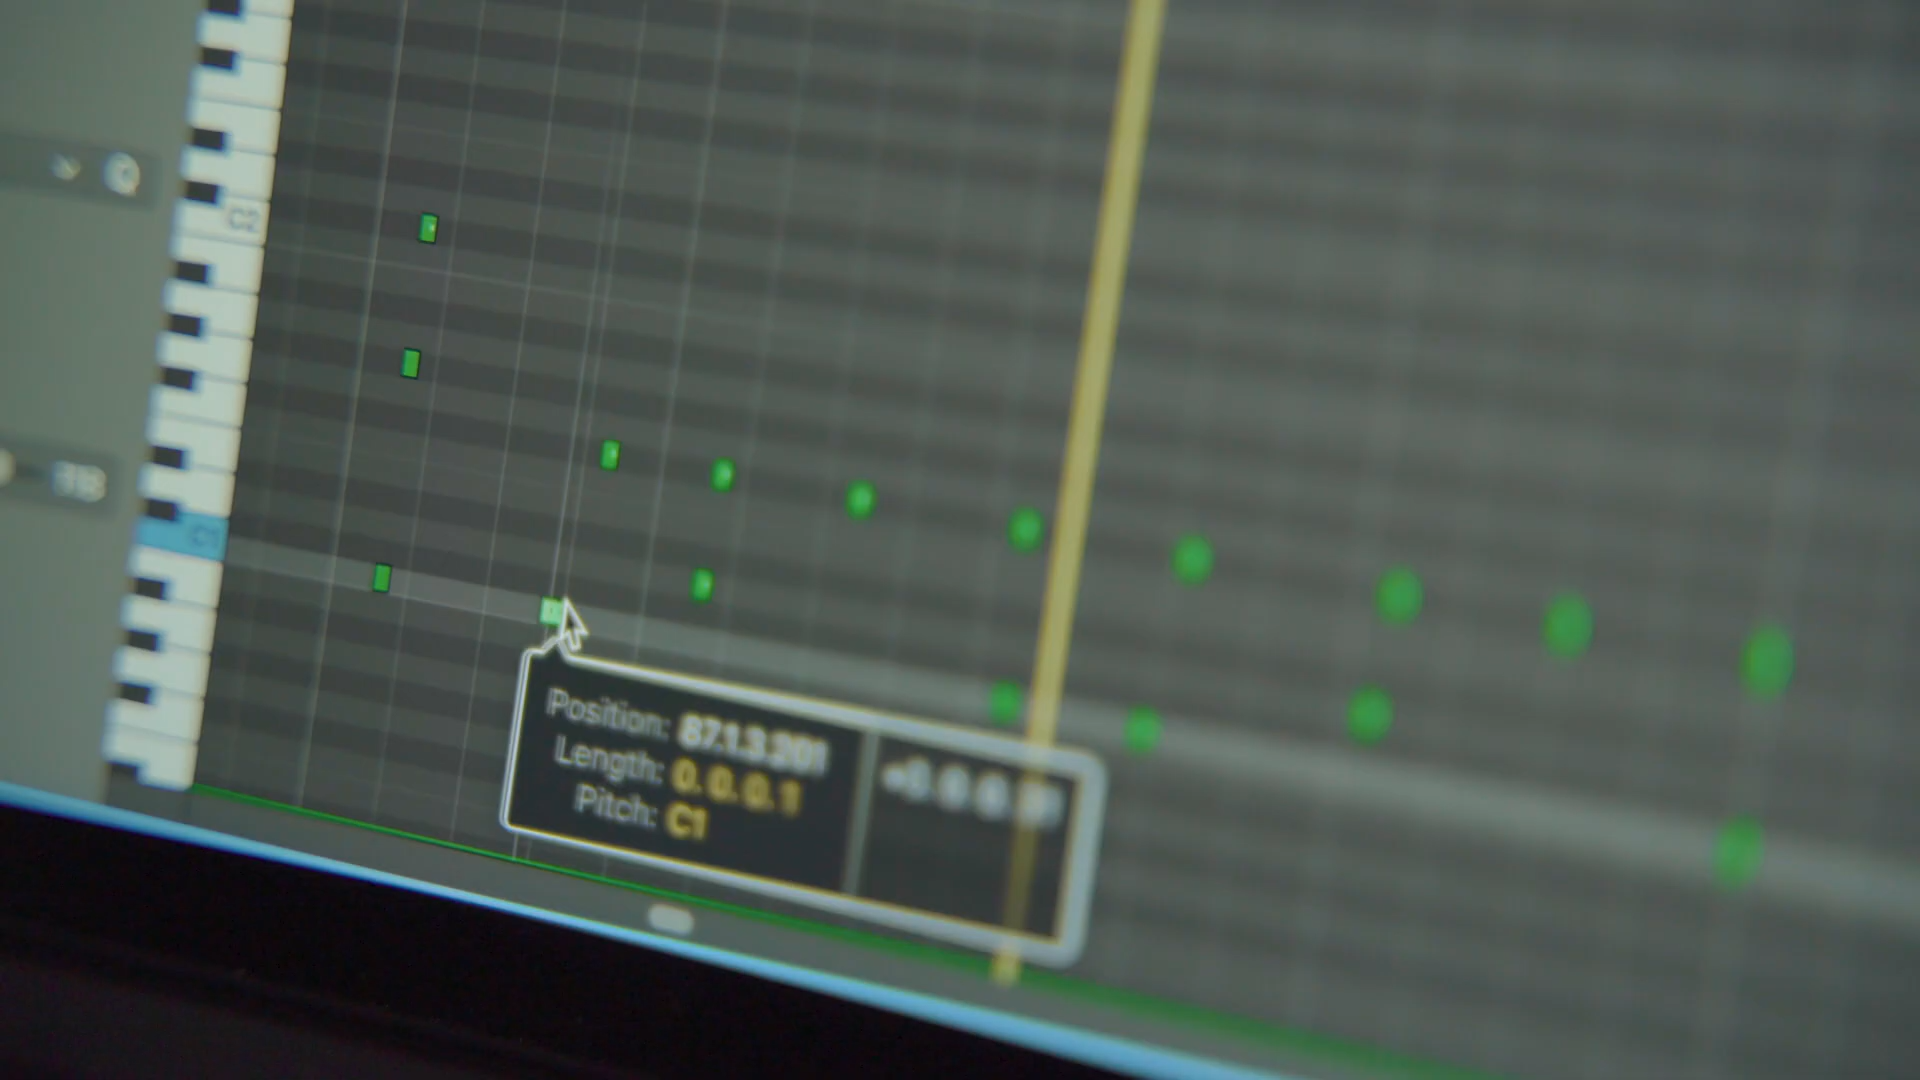 C2
C1
Position: 87.1.3.201
Length: 0. 0. 0. 1
Pitch: C1